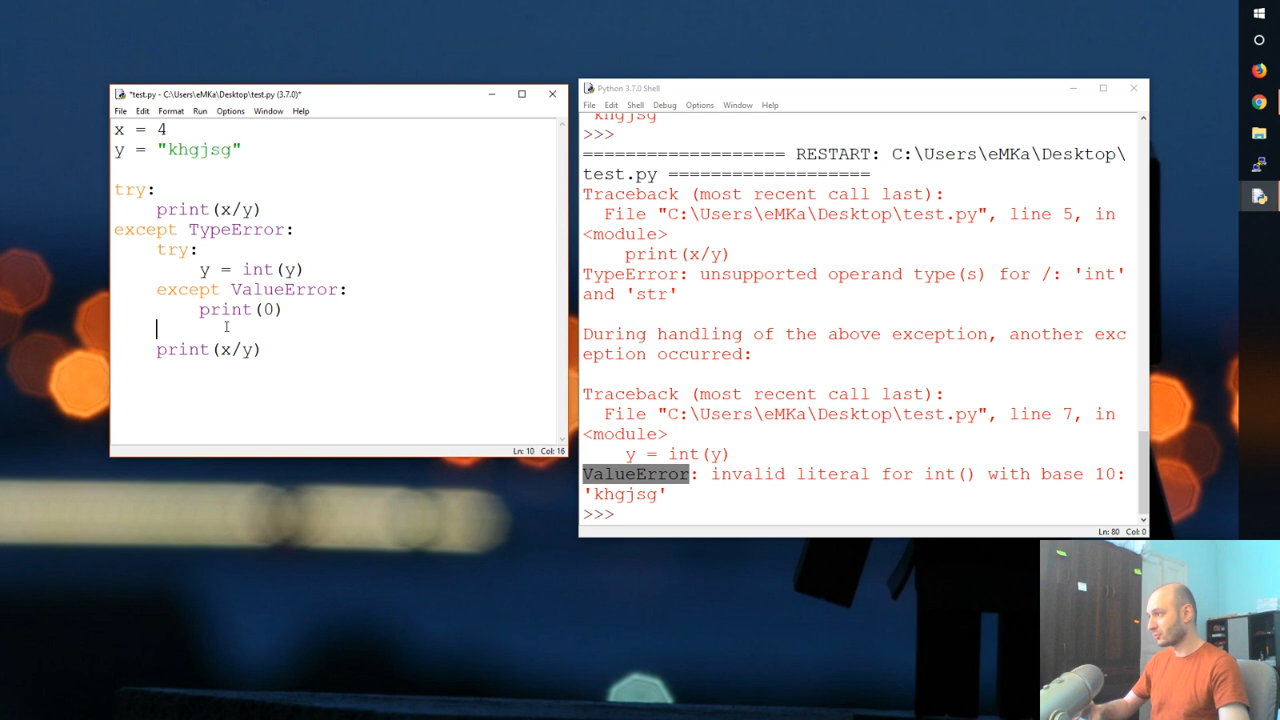 *test.py - C:\Users\eMKa\Desktop\test.py (3.7.0)*
File Edit Format Run Options Window Help
x = 4
y = "khgjsg"
try:
print(x/y)
except TypeError:
try:
y = int(y)
except ValueError:
print(0)
print(x/y)
Ln: 10 Col: 16
Python 3.7.0 Shell
File Edit Shell Debug Options Window Help
khgjsg
>>>
=================== RESTART: C:\Users\eMKa\Desktop\
test.py ===================
Traceback (most recent call last):
File "C:\Users\eMKa\Desktop\test.py", line 5, in
<module>
print(x/y)
TypeError: unsupported operand type(s) for /: 'int'
and 'str'
During handling of the above exception, another exc
eption occurred:
Traceback (most recent call last):
File "C:\Users\eMKa\Desktop\test.py", line 7, in
<module>
y = int(y)
ValueError: invalid literal for int() with base 10:
'khgjsg'
>>>
Ln: 80 Col: 0